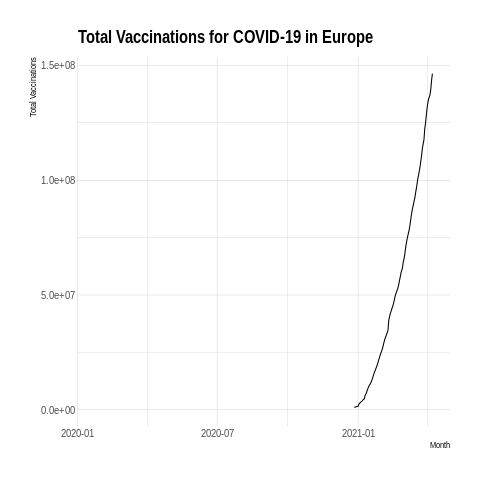 Total Vaccinations for COVID-19 in Europe
Total Vaccinations
1.5e+08
1.0e+08
5.0e+07
0.0e+00
2020-01 2020-07 2021-01
Month